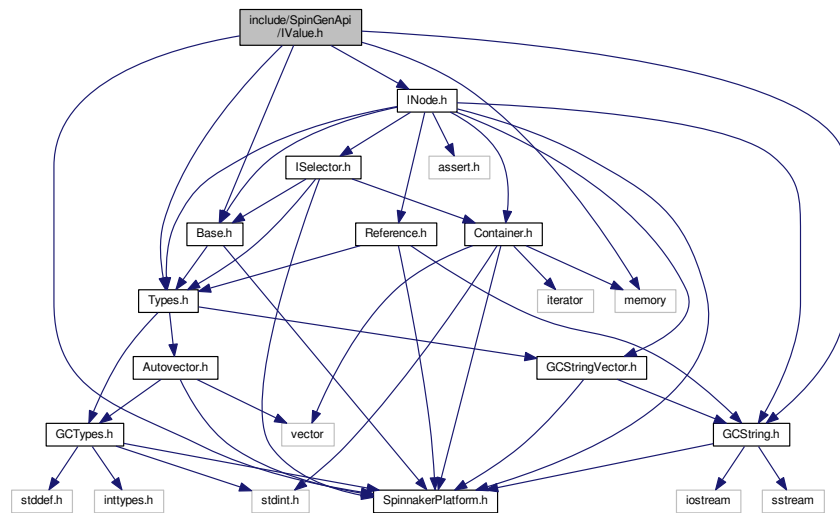 include/SpinGenApi
/IValue.h
INode.h
ISelector.h
assert.h
Base.h
Reference.h
Container.h
Types.h
iterator
memory
Autovector.h
GCStringVector.h
GCTypes.h
vector
GCString.h
stddef.h
inttypes.h
stdint.h
SpinnakerPlatform.h
iostream
sstream